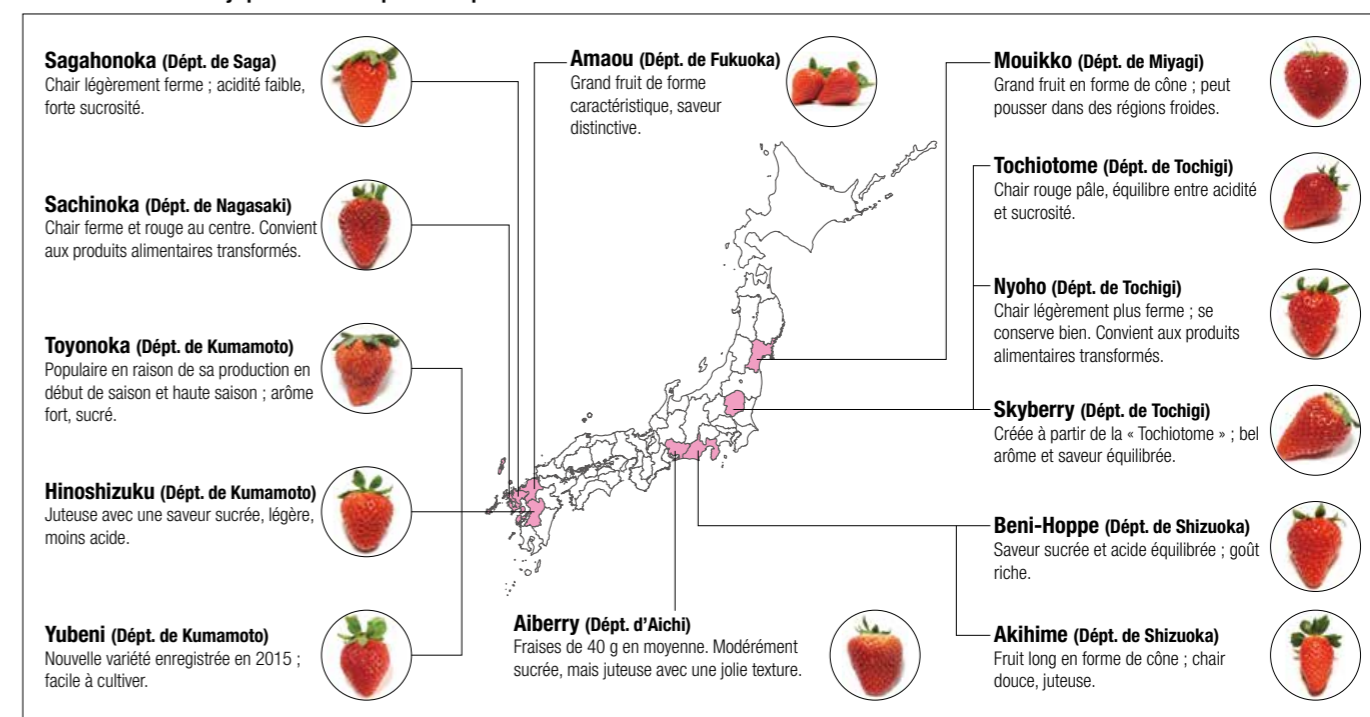 Sagahonoka (Dépt. de Saga)
Chair légèrement ferme ; acidité faible,
forte sucrosité.
Sachinoka (Dépt. de Nagasaki)
Chair ferme et rouge au centre. Convient
aux produits alimentaires transformés.
Toyonoka (Dépt. de Kumamoto)
Populaire en raison de sa production en
début de saison et haute saison ; arôme
fort, sucré.
Hinoshizuku (Dépt. de Kumamoto)
Juteuse avec une saveur sucrée, légère,
moins acide.
Yubeni (Dépt. de Kumamoto)
Nouvelle variété enregistrée en 2015 ;
facile à cultiver.
Amaou (Dépt. de Fukuoka)
Grand fruit de forme
caractéristique, saveur
distinctive.
Aiberry (Dépt. d'Aichi)
Fraises de 40 g en moyenne. Modérément
sucrée, mais juteuse avec une jolie texture.
Mouikko (Dépt. de Miyagi)
Grand fruit en forme de cône ; peut
pousser dans des régions froides.
Tochiotome (Dépt. de Tochigi)
Chair rouge pâle, équilibre entre acidité
et sucrosité.
Nyoho (Dépt. de Tochigi)
Chair légèrement plus ferme ; se
conserve bien. Convient aux produits
alimentaires transformés.
Skyberry (Dépt. de Tochigi)
Créée à partir de la « Tochiotome » ; bel
arôme et saveur équilibrée.
Beni-Hoppe (Dépt. de Shizuoka)
Saveur sucrée et acide équilibrée ; goût
riche.
Akihime (Dépt. de Shizuoka)
Fruit long en forme de cône ; chair
douce, juteuse.